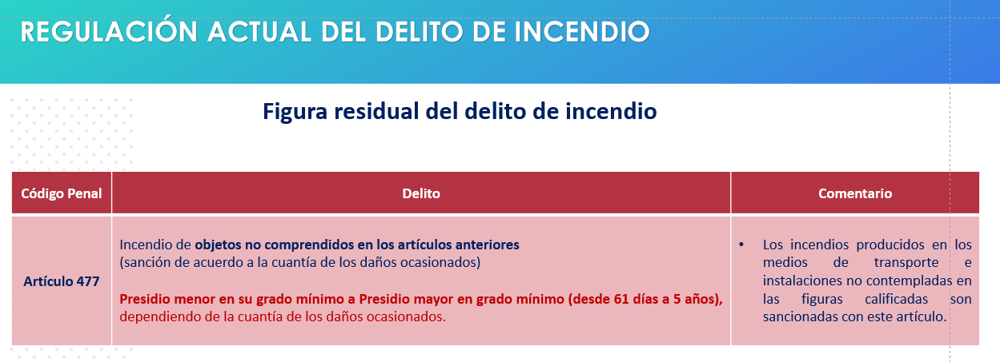 REGULACIÓN ACTUAL DEL DELITO DE INCENDIO
Figura residual del delito de incendio
Código Penal
Delito
Comentario
Artículo 477
Incendio de objetos no comprendidos en los artículos anteriores
(sanción de acuerdo a la cuantía de los daños ocasionados)
Presidio menor en su grado mínimo a Presidio mayor en grado mínimo (desde 61 días a 5 años),
dependiendo de la cuantía de los daños ocasionados.
• Los incendios producidos en los
medios de transporte e
instalaciones no contempladas en
las figuras calificadas son
sancionadas con este artículo.